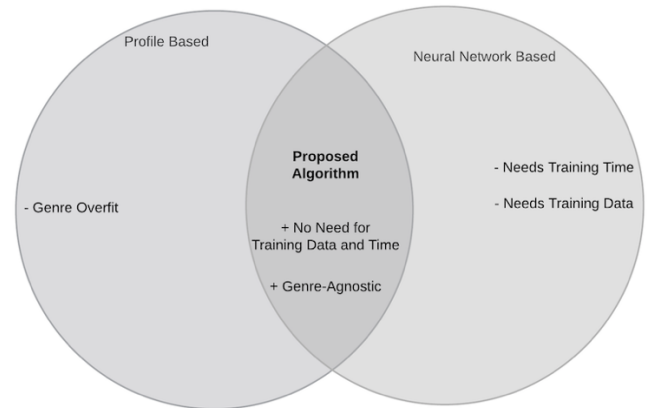 Profile Based
Neural Network Based
Proposed
Algorithm
- Needs Training Time
- Needs Training Data
- Genre Overfit
+ No Need for
Training Data and Time
+ Genre-Agnostic